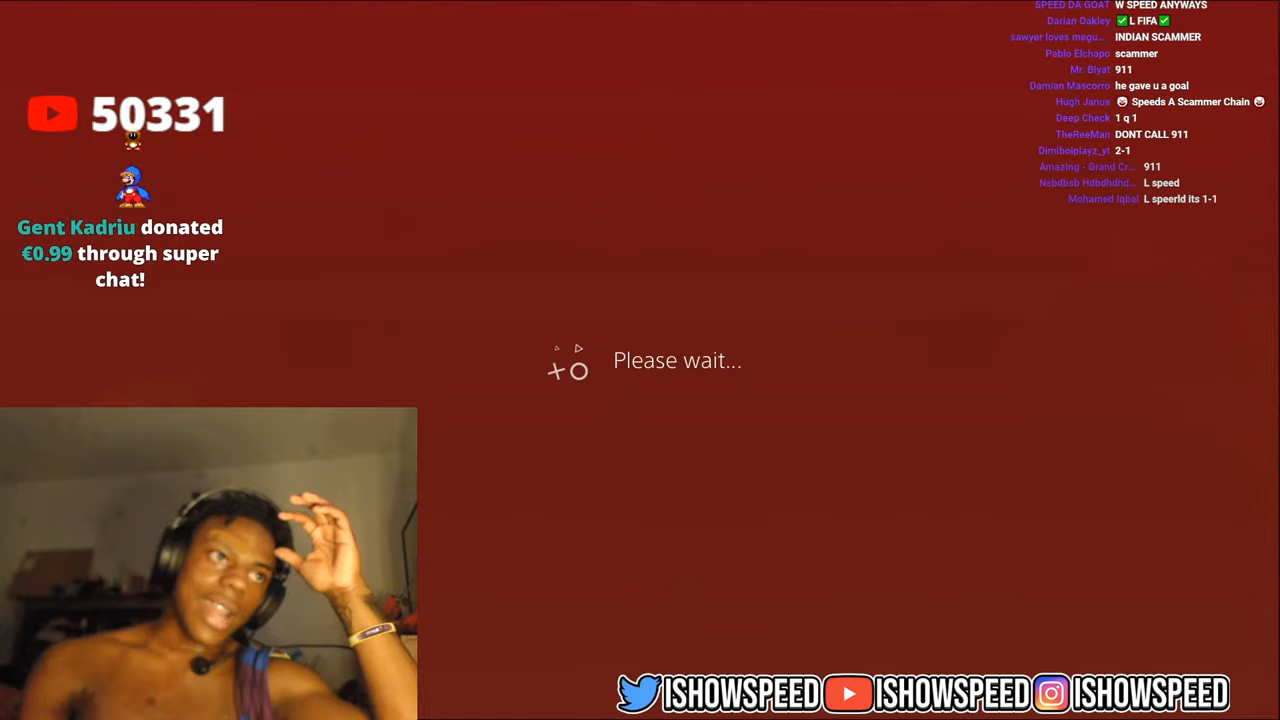 50331
Gent Kadriu donated
€0.99 through super
chat!
SPEED DA GOAT W SPEED ANYWAYS
Darian Oakley ✅ L FIFA ✅
sawyer loves megu... INDIAN SCAMMER
Pablo Elchapo scammer
Mr. Blyat 911
Damian Mascorro he gave u a goal
Hugh Janus Speeds A Scammer Chain
Deep Check 1 q 1
TheReeMan DONT CALL 911
Dimiboiplayz_yt 2-1
Amazing - Grand Cr... 911
Nsbdbsb Hdbdhdhd... L speed
Mohamed Iqbal L speerld its 1-1
Please wait...
ISHOWSPEED ISHOWSPEED ISHOWSPEED